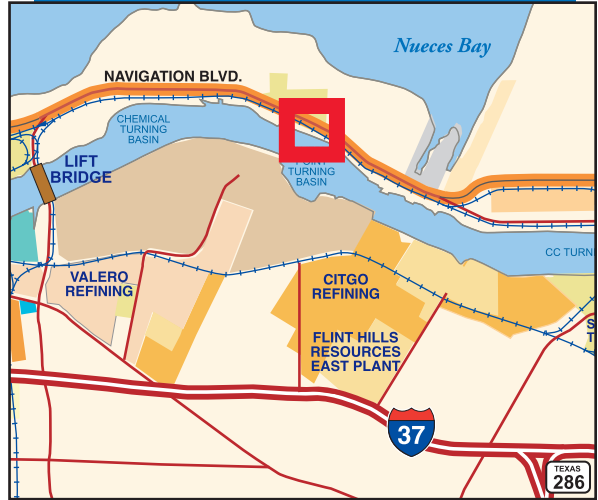 Nueces Bay
NAVIGATION BLVD.
CHEMICAL
TURNING
BASIN
LIFT
BRIDGE
TURNING
BASIN
CC TURNI
VALERO
REFINING
CITGO
REFINING
FLINT HILLS
RESOURCES
EAST PLANT
S
T
37
TEXAS
286